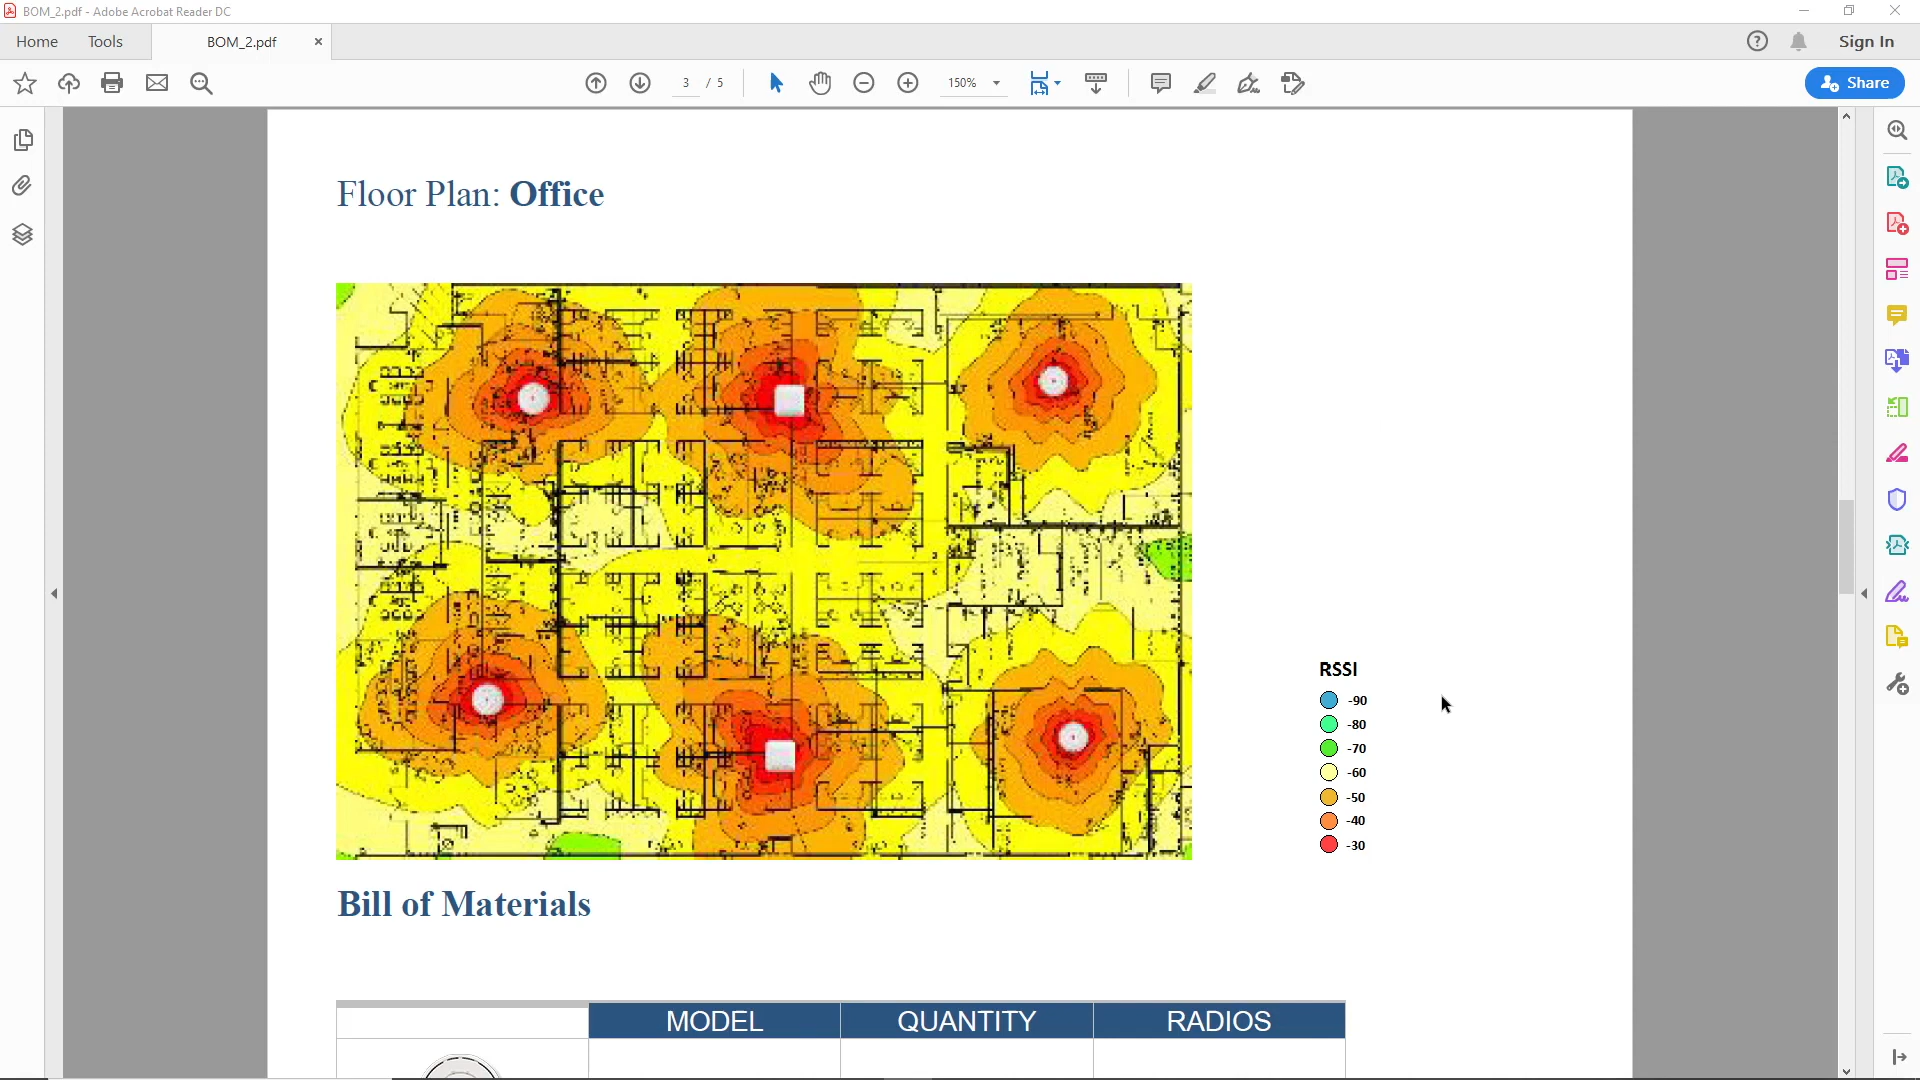 BOM_2.pdf - Adobe Acrobat Reader DC
Home
Tools
BOM_2.pdf
Sign In
3 / 5
150%
Share
Floor Plan: Office
RSSI
-90
-80
-70
-60
-50
-40
-30
Bill of Materials
MODEL
QUANTITY
RADIOS